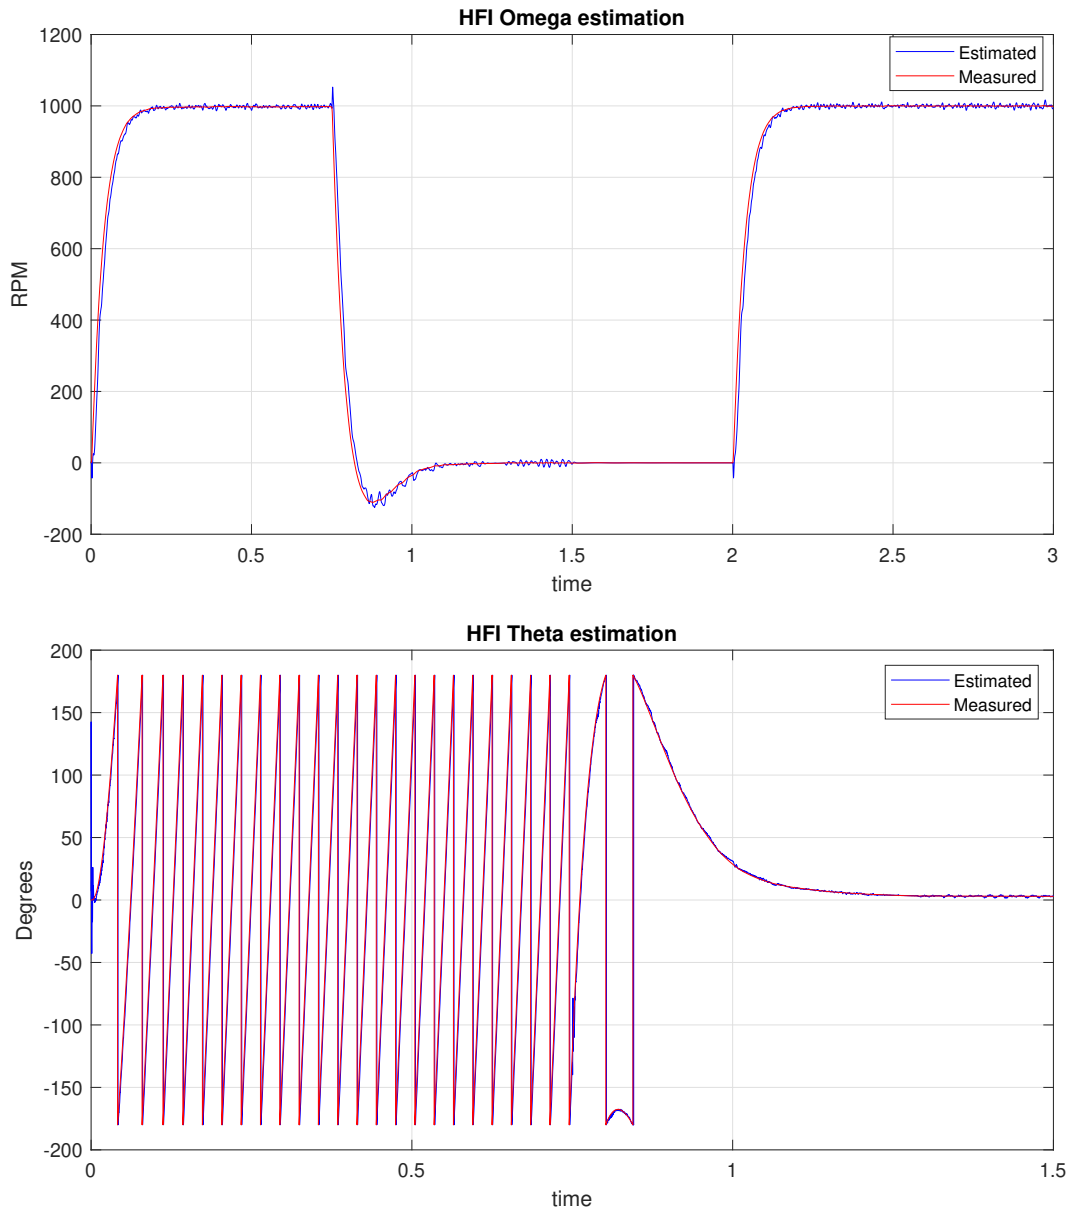 HFI Omega estimation
1200
1000
800
600
400
200
0
-200
RPM
Estimated
Measured
0 0.5 1 1.5 2 2.5 3
time
HFI Theta estimation
200
150
100
50
0
-50
-100
-150
-200
Degrees
Estimated
Measured
0 0.5 1 1.5
time